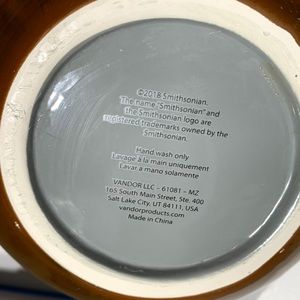 ©2018 Smithsonian.
The name "Smithsonian" and
the Smithsonian logo are
registered trademarks owned by the
Smithsonian.
Hand wash only
Lavage à la main uniquement
Lavar a mano solamente
VANDOR LLC – 61081 – MZ
165 South Main Street, Ste. 400
Salt Lake City, UT 84111, USA
vandorproducts.com
Made in China